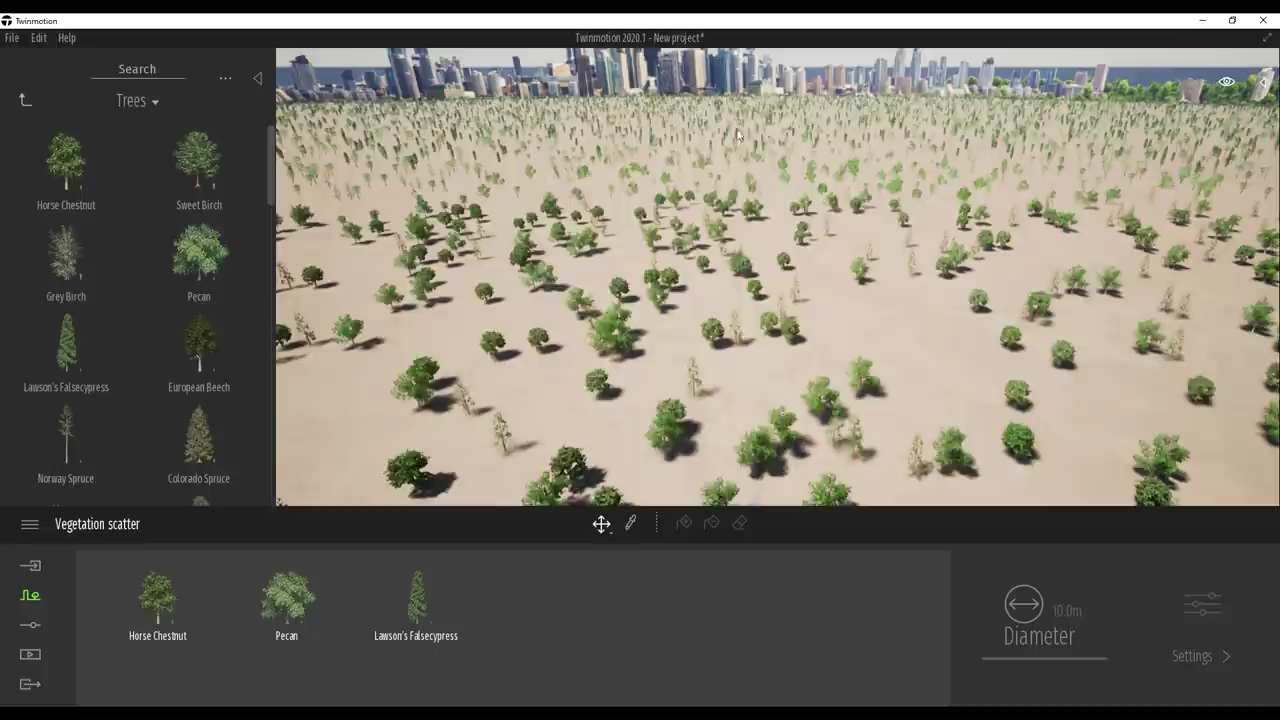 Twinmotion
File Edit Help
Twinmotion 2020.1 - New project*
Search
...
Trees
Horse Chestnut
Sweet Birch
Grey Birch
Pecan
Lawson's Falsecypress
European Beech
Norway Spruce
Colorado Spruce
Vegetation scatter
Horse Chestnut
Pecan
Lawson's Falsecypress
10.0m
Diameter
Settings